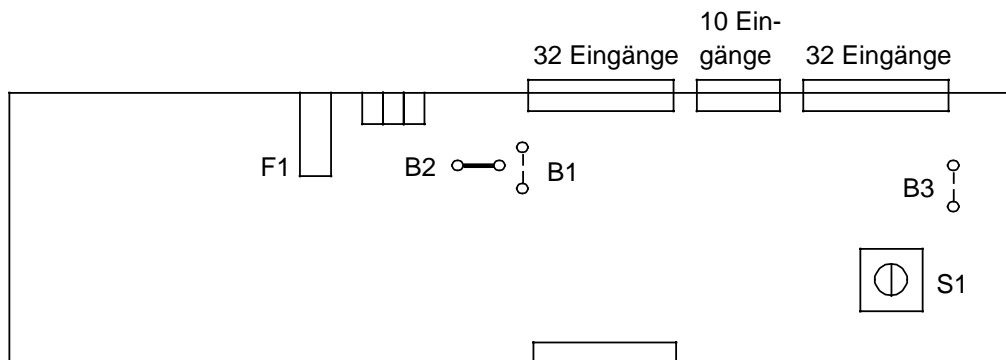 10 Ein-
32 Eingänge gänge 32 Eingänge
F1 B2 B1
B3
S1